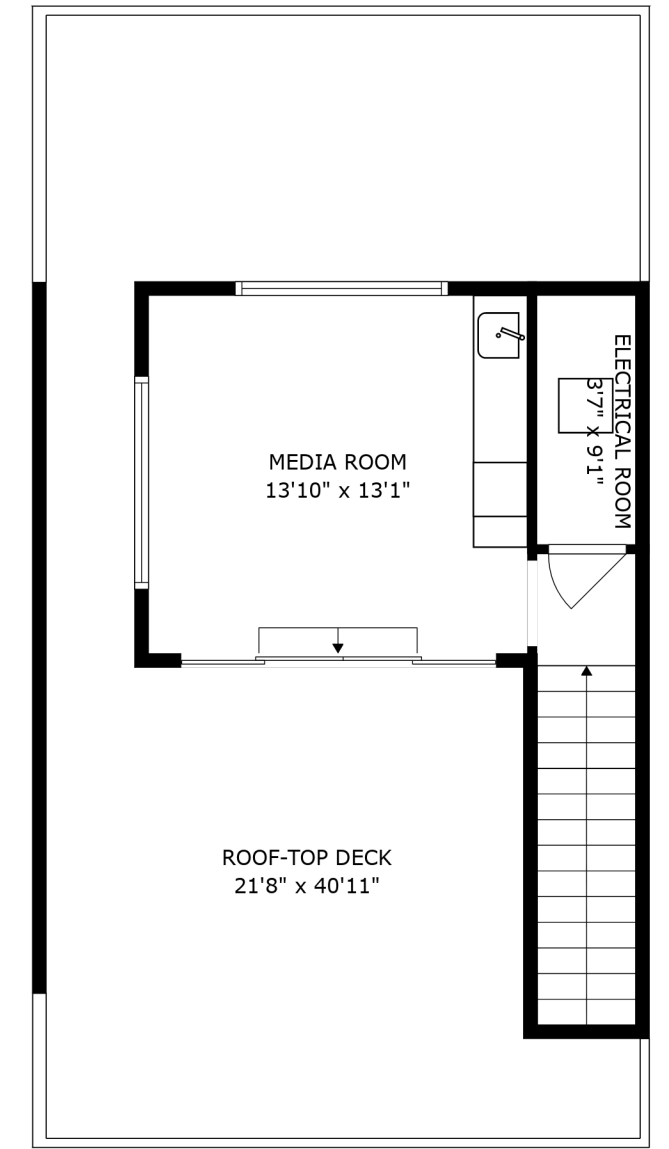 ELECTRICAL ROOM
3'7" x 9'1"
MEDIA ROOM
13'10" x 13'1"
ROOF-TOP DECK
21'8" x 40'11"